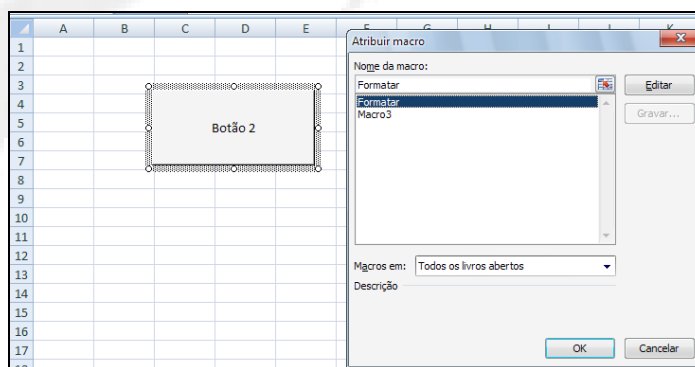 A B C D E F G H I J K
Atribuir macro
1
Nome da macro:
2
Formatar
Editar
3
Formatar
Gravar...
4
Macro3
5
Botão 2
6
7
8
9
10
11
12
Macros em: Todos os livros abertos
13
Descrição
14
15
16
17
OK Cancelar